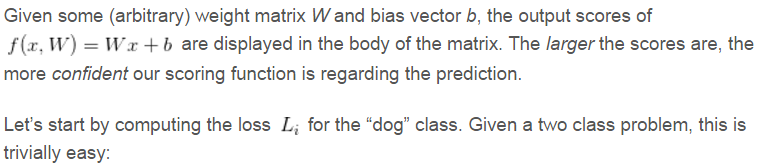 Given some (arbitrary) weight matrix W and bias vector b, the output scores of
f(x, W) = Wx + b are displayed in the body of the matrix. The larger the scores are, the
more confident our scoring function is regarding the prediction.
Let’s start by computing the loss Li for the “dog” class. Given a two class problem, this is
trivially easy: